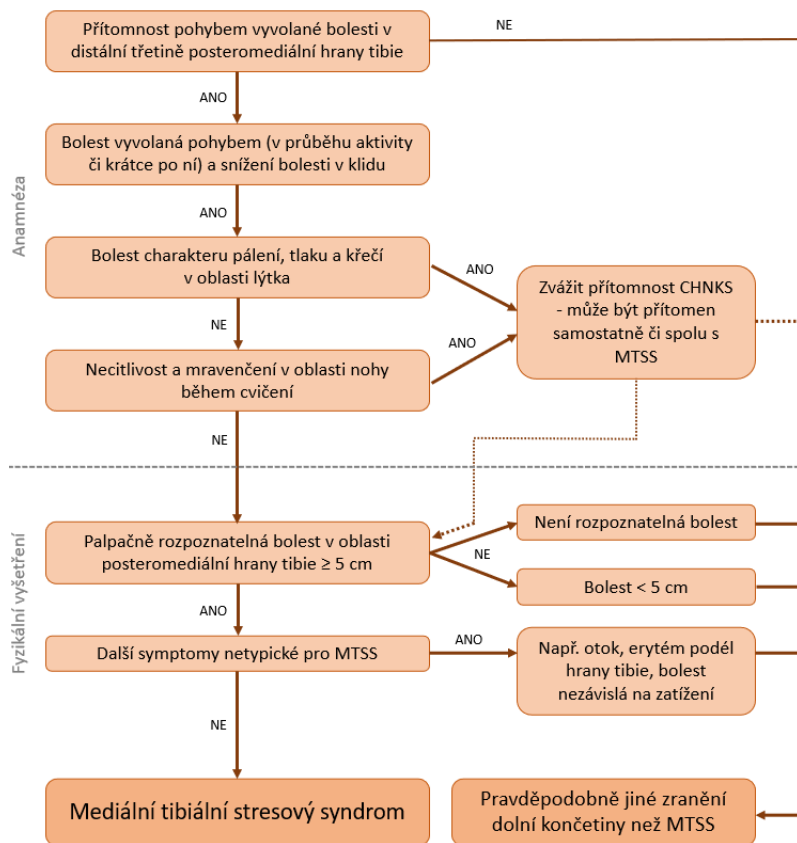 Přítomnost pohybem vyvolané bolesti v
distální třetině posteromediální hrany tibie
NE
ANO
Bolest vyvolaná pohybem (v průběhu aktivity
či krátce po ní) a snížení bolesti v klidu
Anamnéza
ANO
Bolest charakteru pálení, tlaku a křečí
v oblasti lýtka
ANO
Zvážit přítomnost CHNKS
- může být přítomen
samostatně či spolu s
MTSS
NE
ANO
Necitlivost a mravenčení v oblasti nohy
během cvičení
NE
Fyzikální vyšetření
Palpačně rozpoznatelná bolest v oblasti
posteromediální hrany tibie ≥ 5 cm
Není rozpoznatelná bolest
NE
Bolest < 5 cm
ANO
Další symptomy netypické pro MTSS
ANO
Např. otok, erytém podél
hrany tibie, bolest
nezávislá na zatížení
NE
Mediální tibiální stresový syndrom
Pravděpodobně jiné zranění
dolní končetiny než MTSS